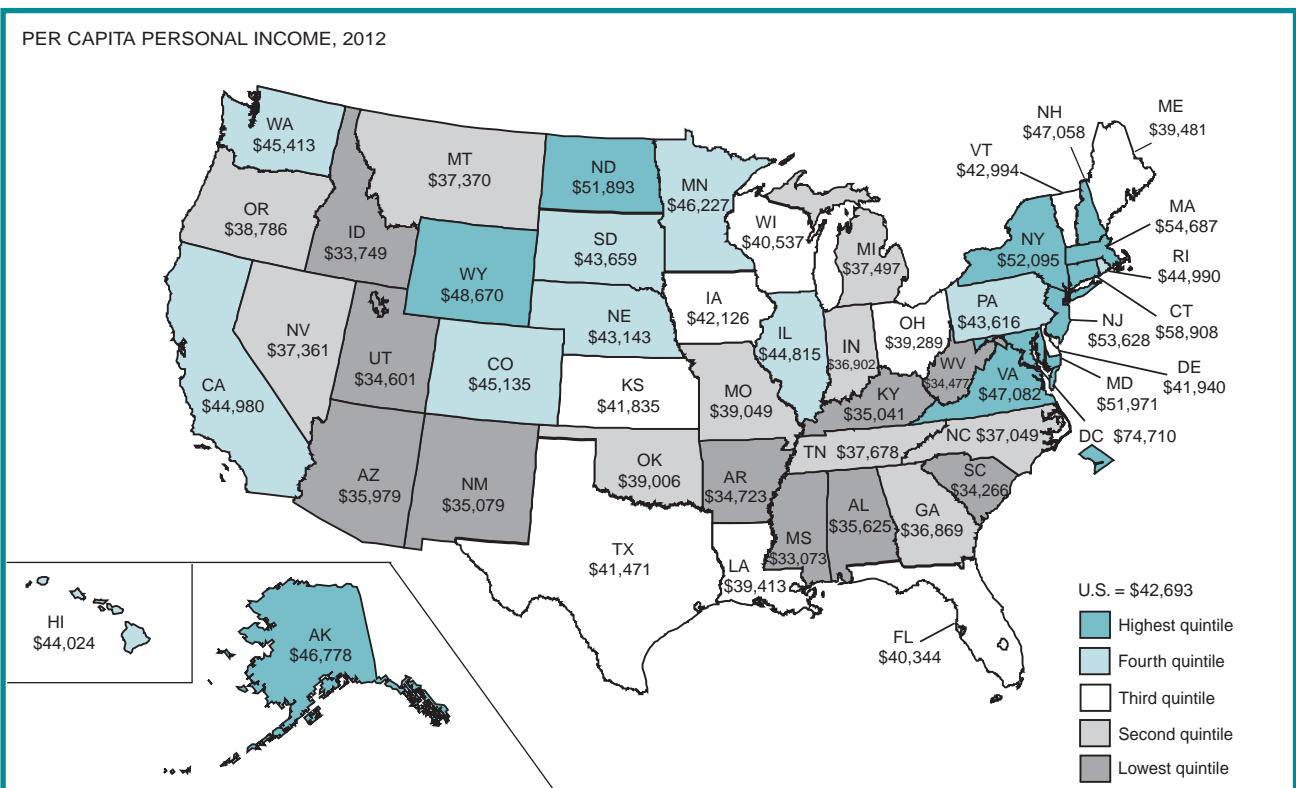 PER CAPITA PERSONAL INCOME, 2012
WA
$45,413
MT
$37,370
ND
$51,893
MN
$46,227
NH
$47,058
ME
$39,481
VT
$42,994
OR
$38,786
ID
$33,749
WY
$48,670
SD
$43,659
WI
$40,537
MI
$37,497
NY
$52,095
MA
$54,687
RI
$44,990
CT
$58,908
NV
$37,361
UT
$34,601
CO
$45,135
NE
$43,143
IA
$42,126
IL
$44,815
IN
$36,902
OH
$39,289
PA
$43,616
NJ
$53,628
DE
$41,940
MD
$51,971
DC $74,710
CA
$44,980
KS
$41,835
MO
$39,049
KY
$35,041
WV
$34,477
VA
$47,082
AZ
$35,979
NM
$35,079
OK
$39,006
AR
$34,723
TN $37,678
NC $37,049
SC
$34,266
TX
$41,471
LA
$39,413
MS
$33,073
AL
$35,625
GA
$36,869
FL
$40,344
HI
$44,024
AK
$46,778
U.S. = $42,693
Highest quintile
Fourth quintile
Third quintile
Second quintile
Lowest quintile